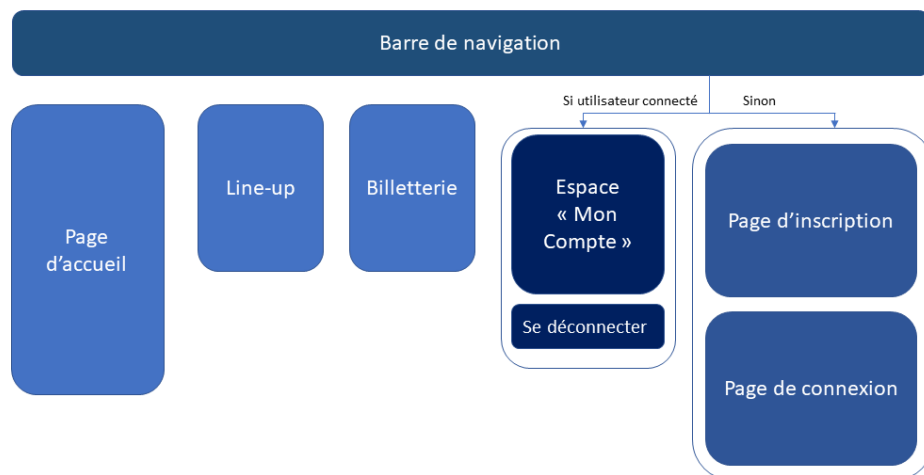 Barre de navigation
Si utilisateur connecté
Sinon
Page
d’accueil
Line-up
Billetterie
Espace
« Mon
Compte »
Se déconnecter
Page d’inscription
Page de connexion